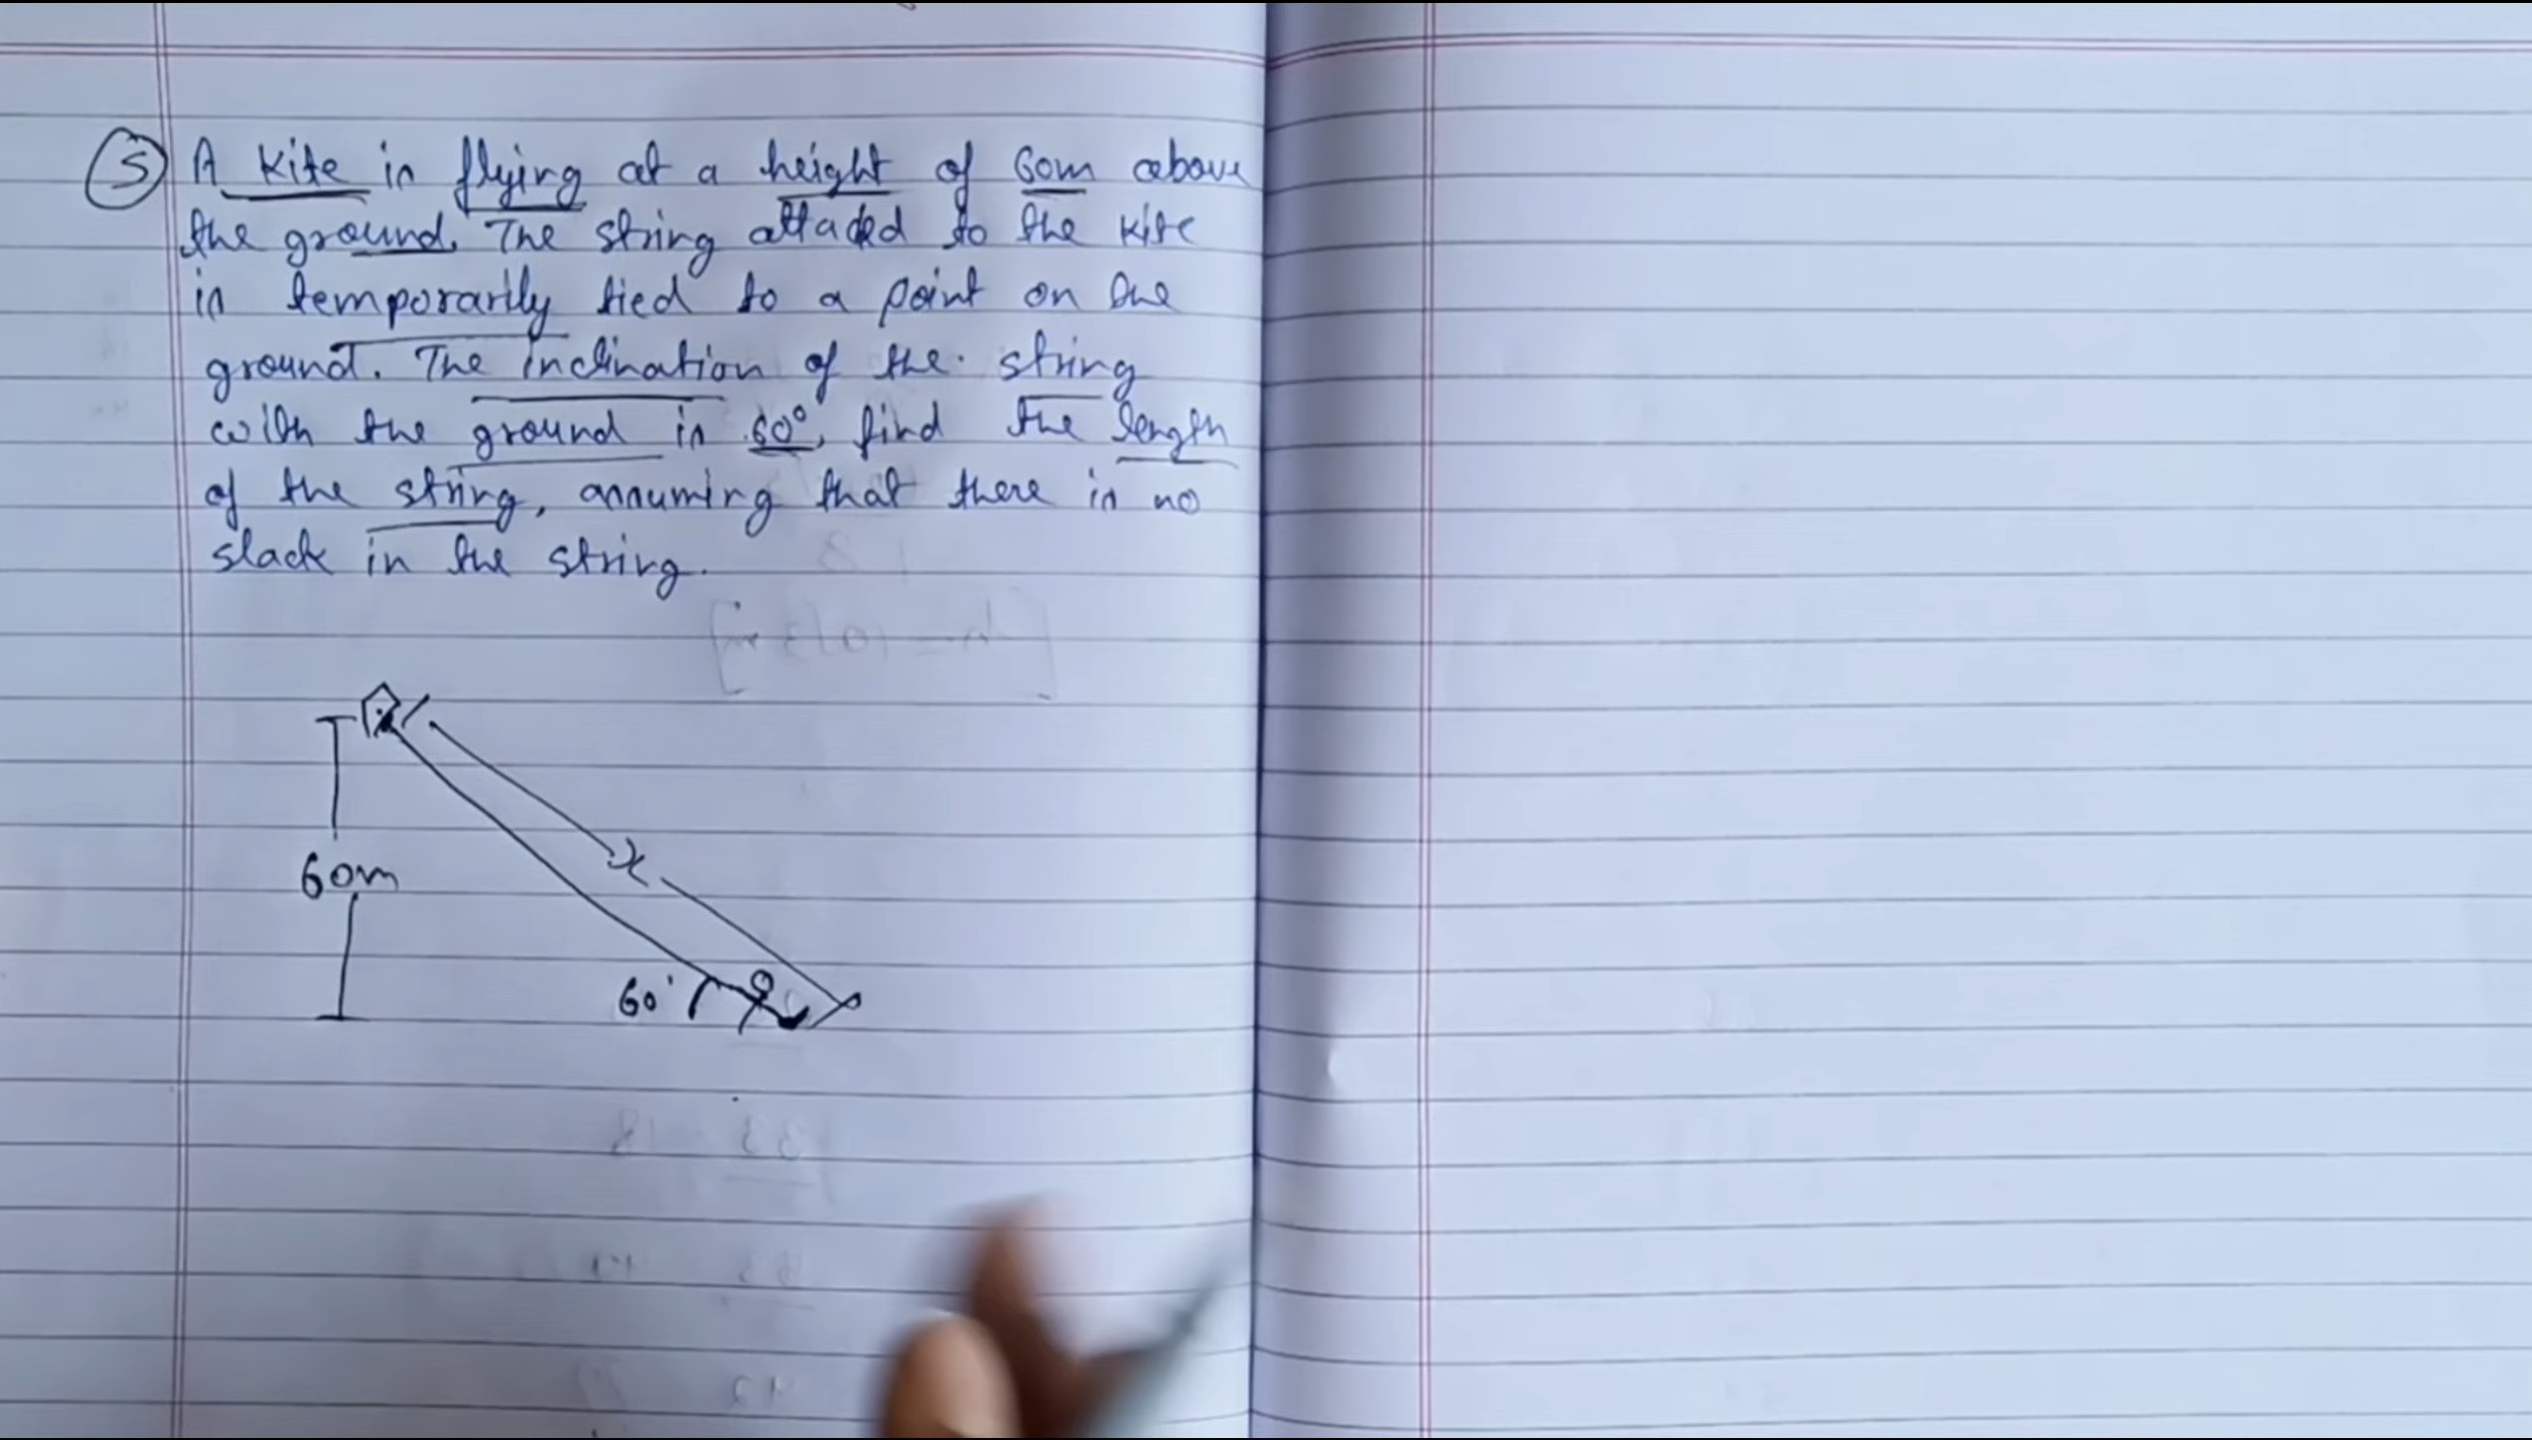 5 A kite is flying at a height of 60m above
the ground. The string attached to the kite
is temporarily tied to a point on the
ground. The inclination of the string
with the ground is 60°, find the length
of the string, assuming that there is no
slack in the string.
60m
x
60°